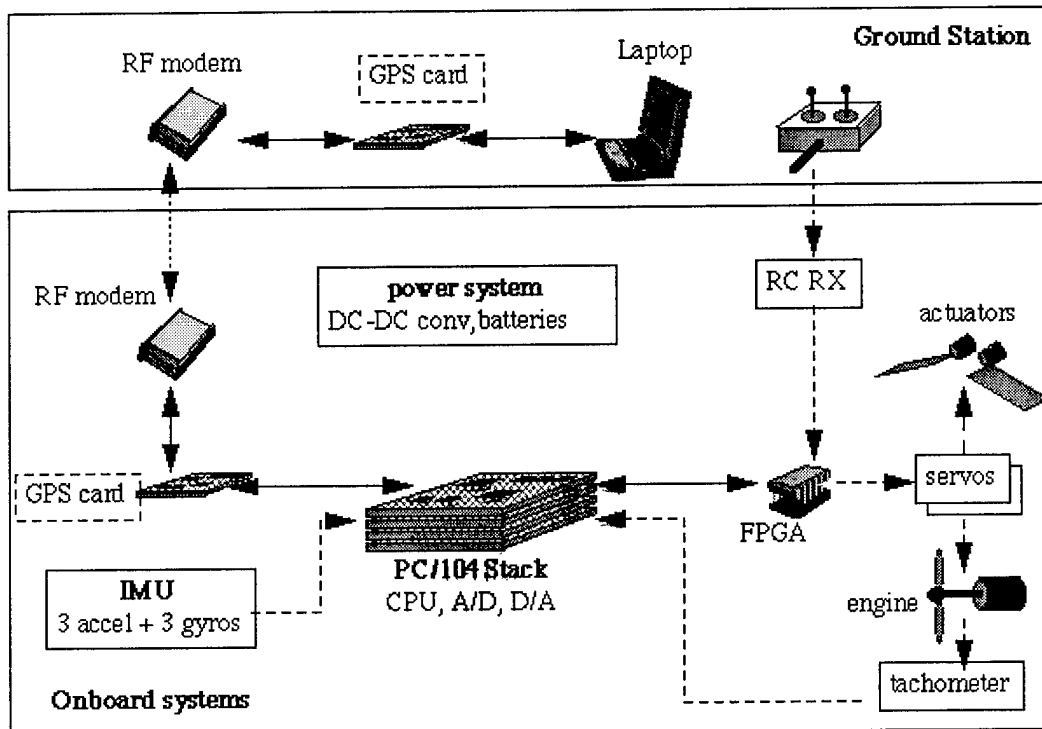 Ground Station
RF modem
GPS card
Laptop
RF modem
power system
DC-DC conv,batteries
RC RX
actuators
GPS card
servos
FPGA
PC/104 Stack
CPU, A/D, D/A
IMU
3 accel + 3 gyros
engine
tachometer
Onboard systems